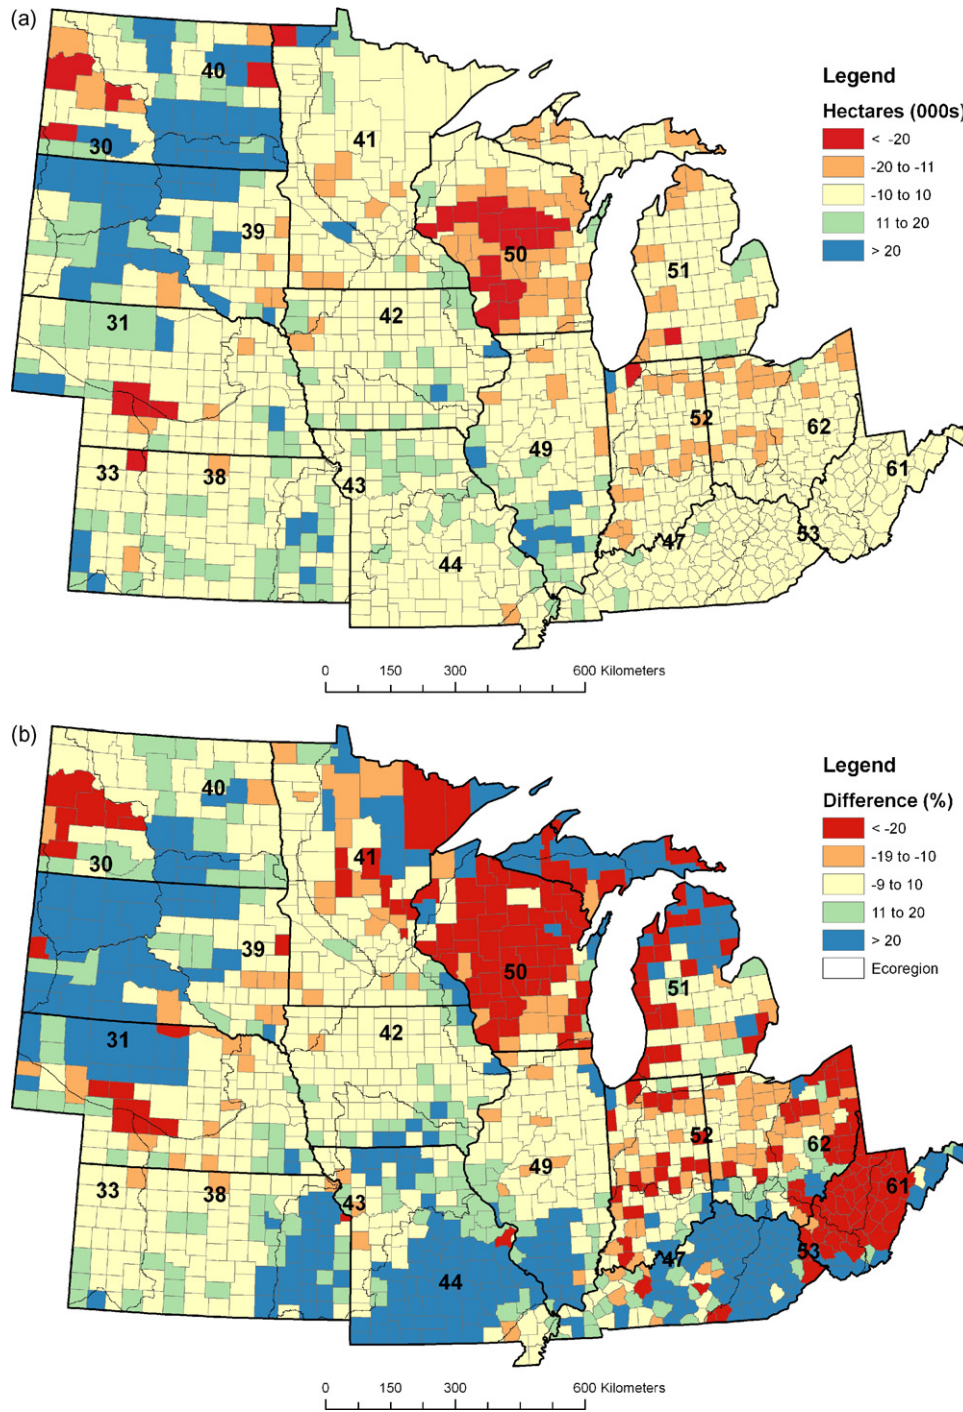 (a)
Legend
Hectares (000s)
< -20
-20 to -11
-10 to 10
11 to 20
> 20
40
30
41
39
50
51
31
42
52
62
49
61
33
38
43
44
47
53
0 150 300 600 Kilometers
(b)
Legend
Difference (%)
< -20
-19 to -10
-9 to 10
11 to 20
> 20
Ecoregion
40
30
41
39
50
51
31
42
52
62
49
61
33
38
43
44
47
53
0 150 300 600 Kilometers